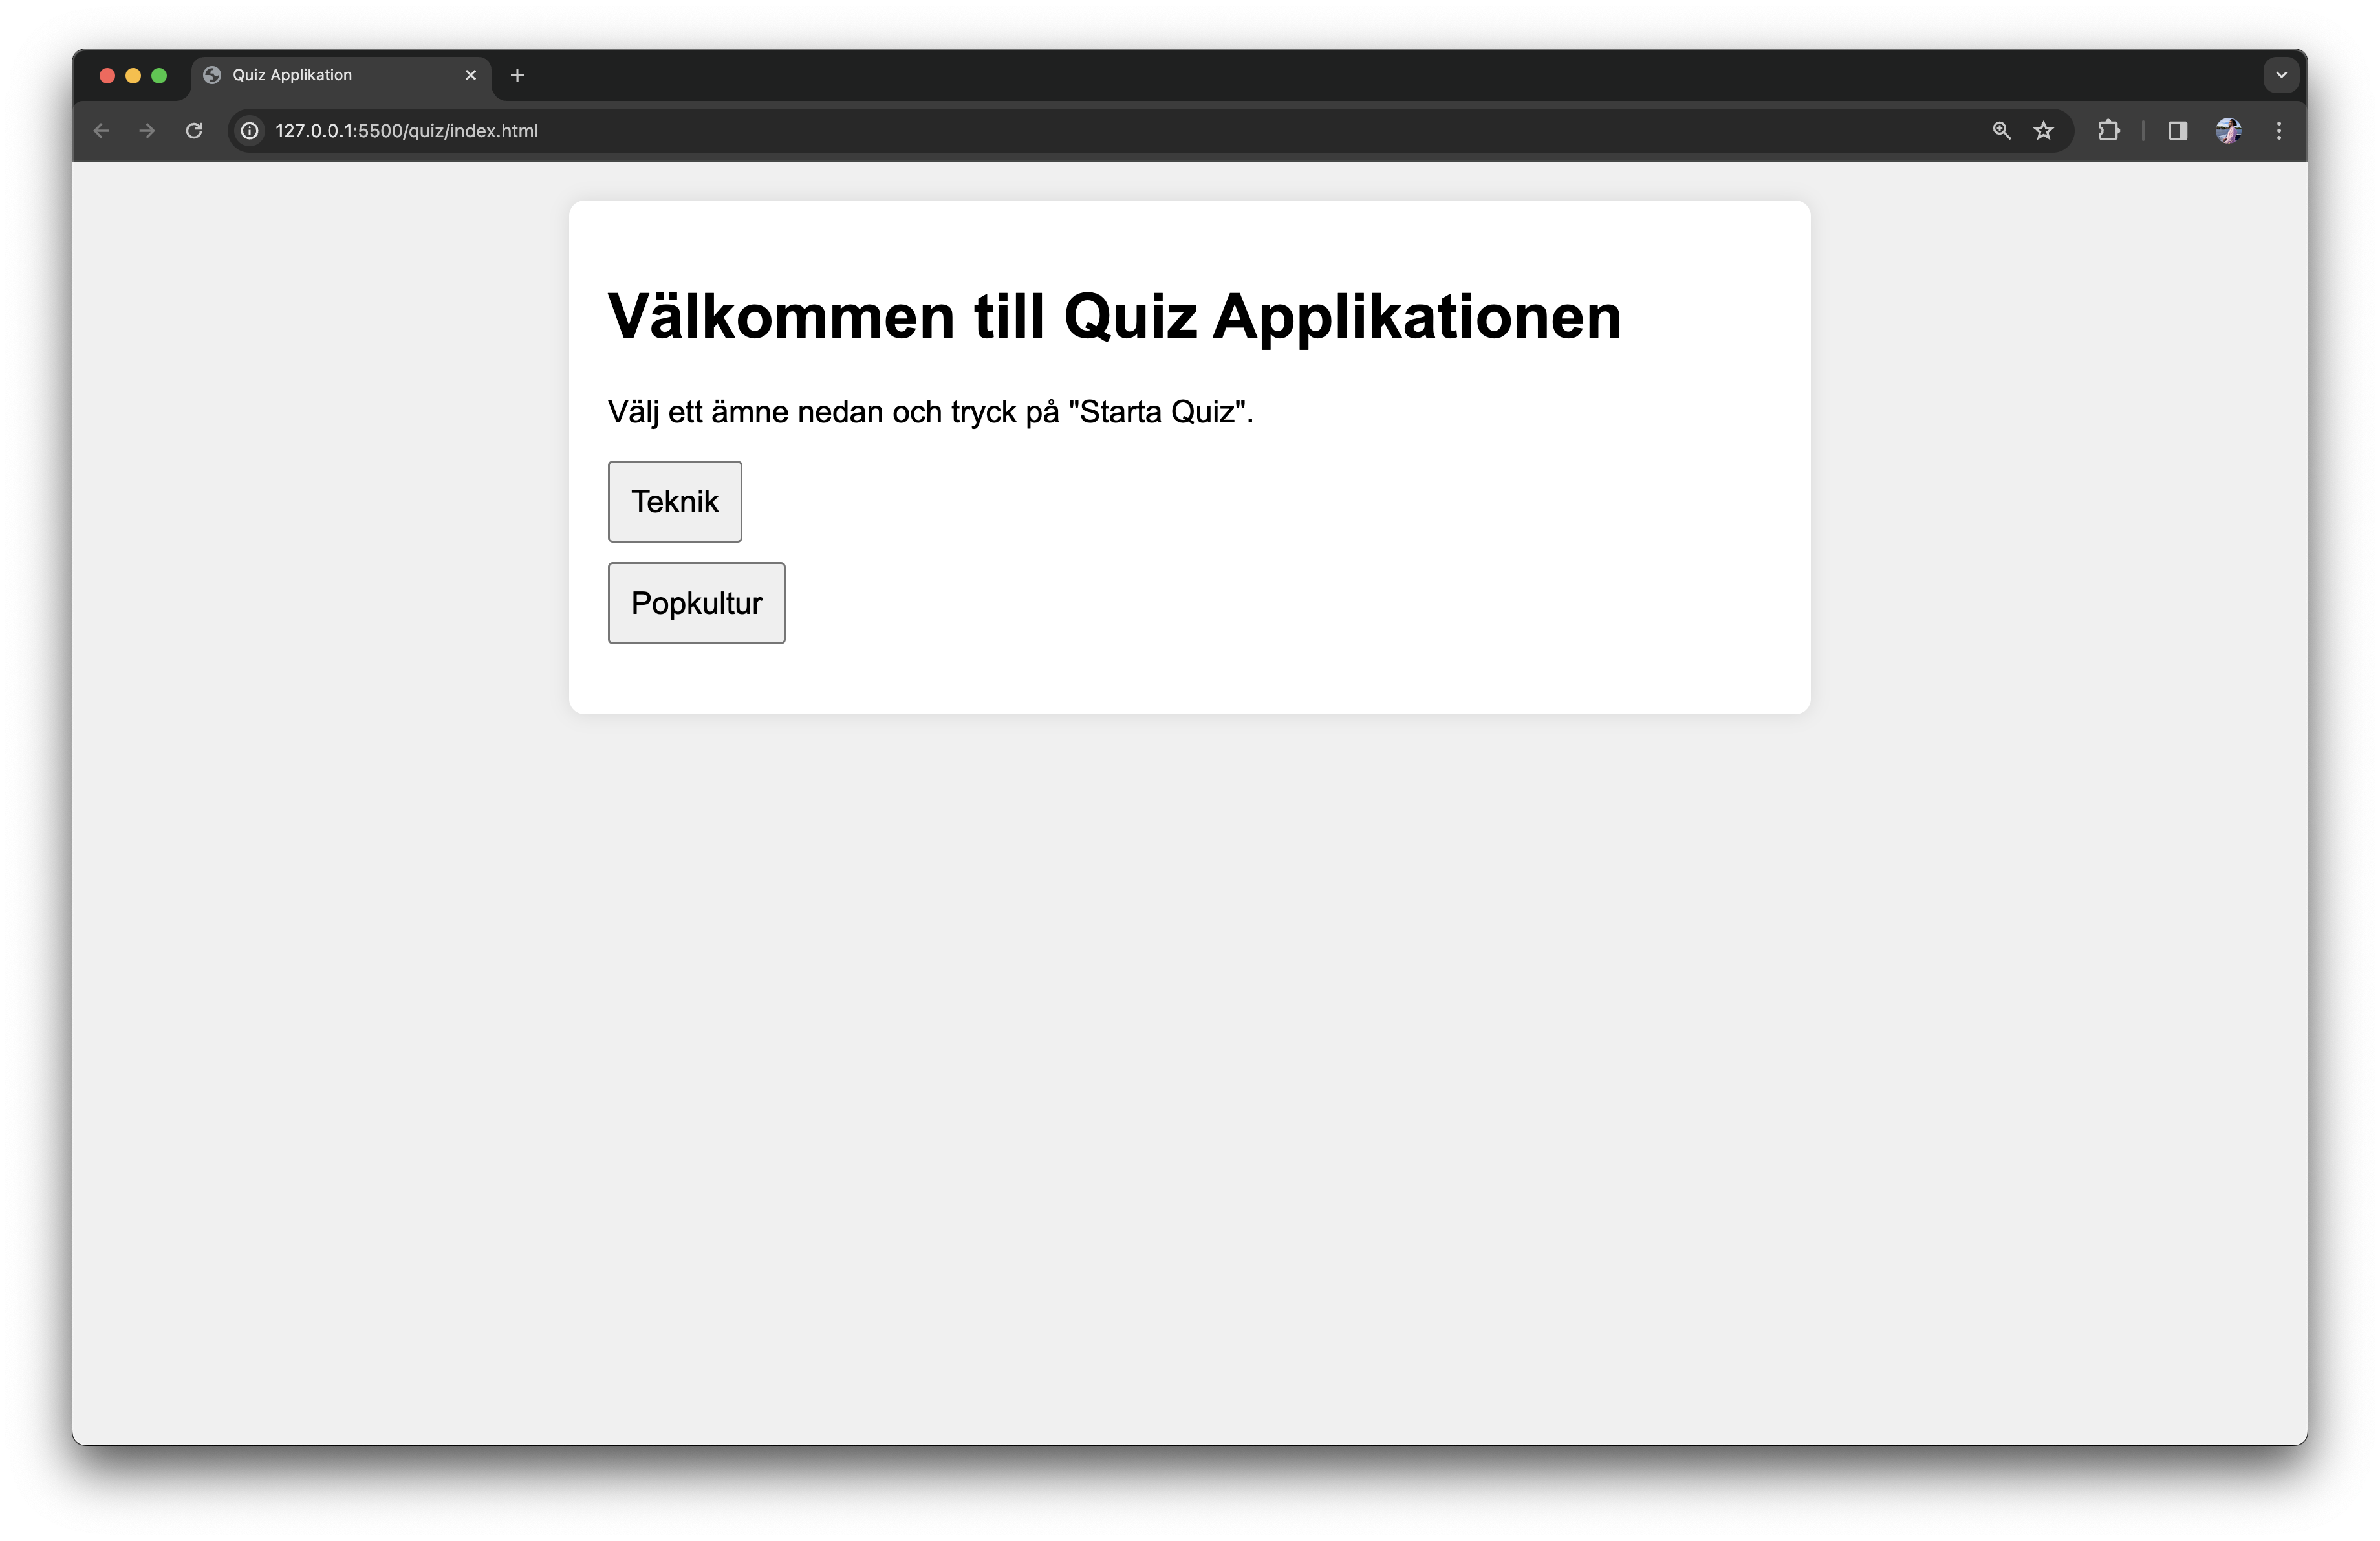 Quiz Applikation
127.0.0.1:5500/quiz/index.html
Välkommen till Quiz Applikationen
Välj ett ämne nedan och tryck på "Starta Quiz".
Teknik
Popkultur